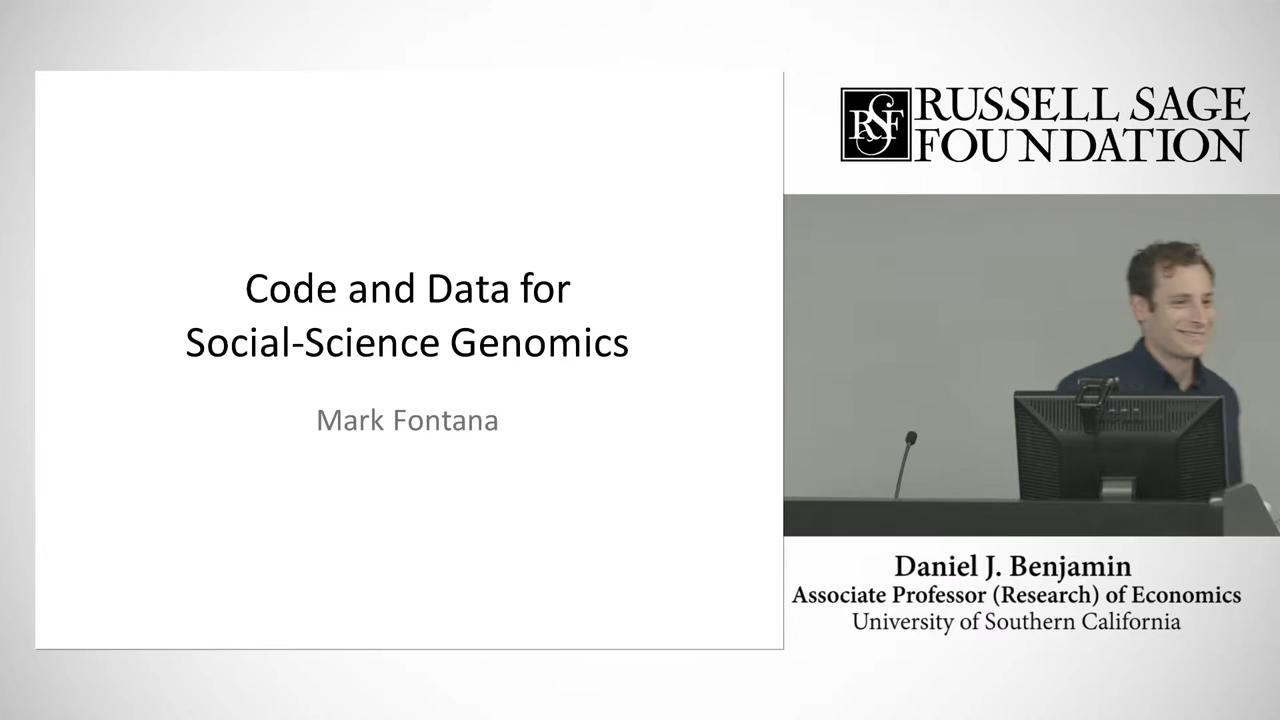 Code and Data for
Social-Science Genomics
Mark Fontana
RSF
RUSSELL SAGE
FOUNDATION
Daniel J. Benjamin
Associate Professor (Research) of Economics
University of Southern California